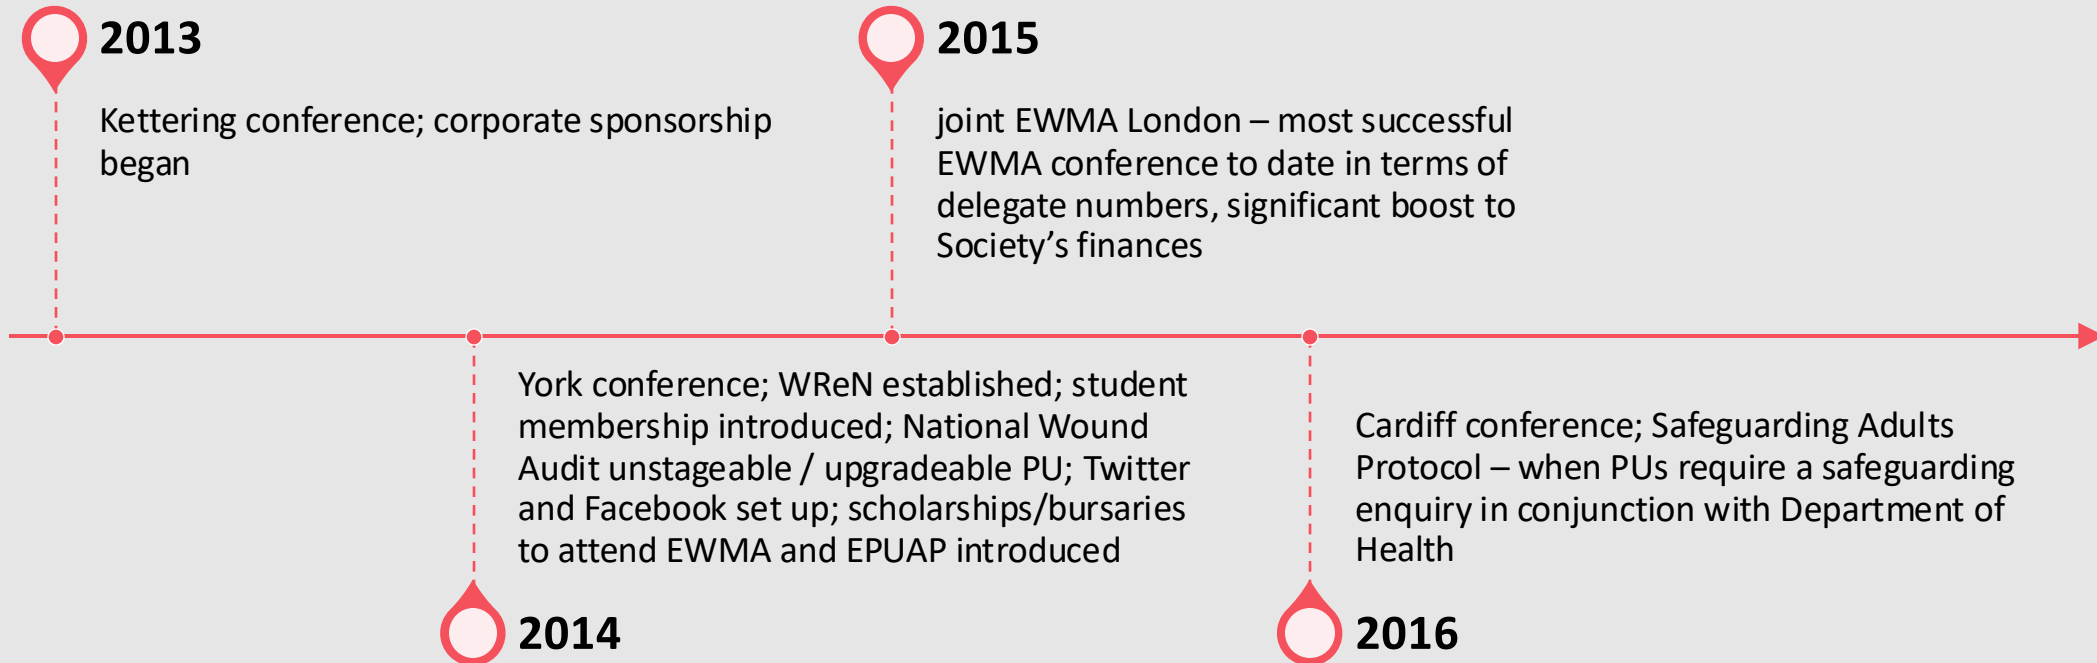 2013
Kettering conference; corporate sponsorship
began
2015
joint EWMA London – most successful
EWMA conference to date in terms of
delegate numbers, significant boost to
Society’s finances
York conference; WReN established; student
membership introduced; National Wound
Audit unstageable / upgradeable PU; Twitter
and Facebook set up; scholarships/bursaries
to attend EWMA and EPUAP introduced
2014
Cardiff conference; Safeguarding Adults
Protocol – when PUs require a safeguarding
enquiry in conjunction with Department of
Health
2016